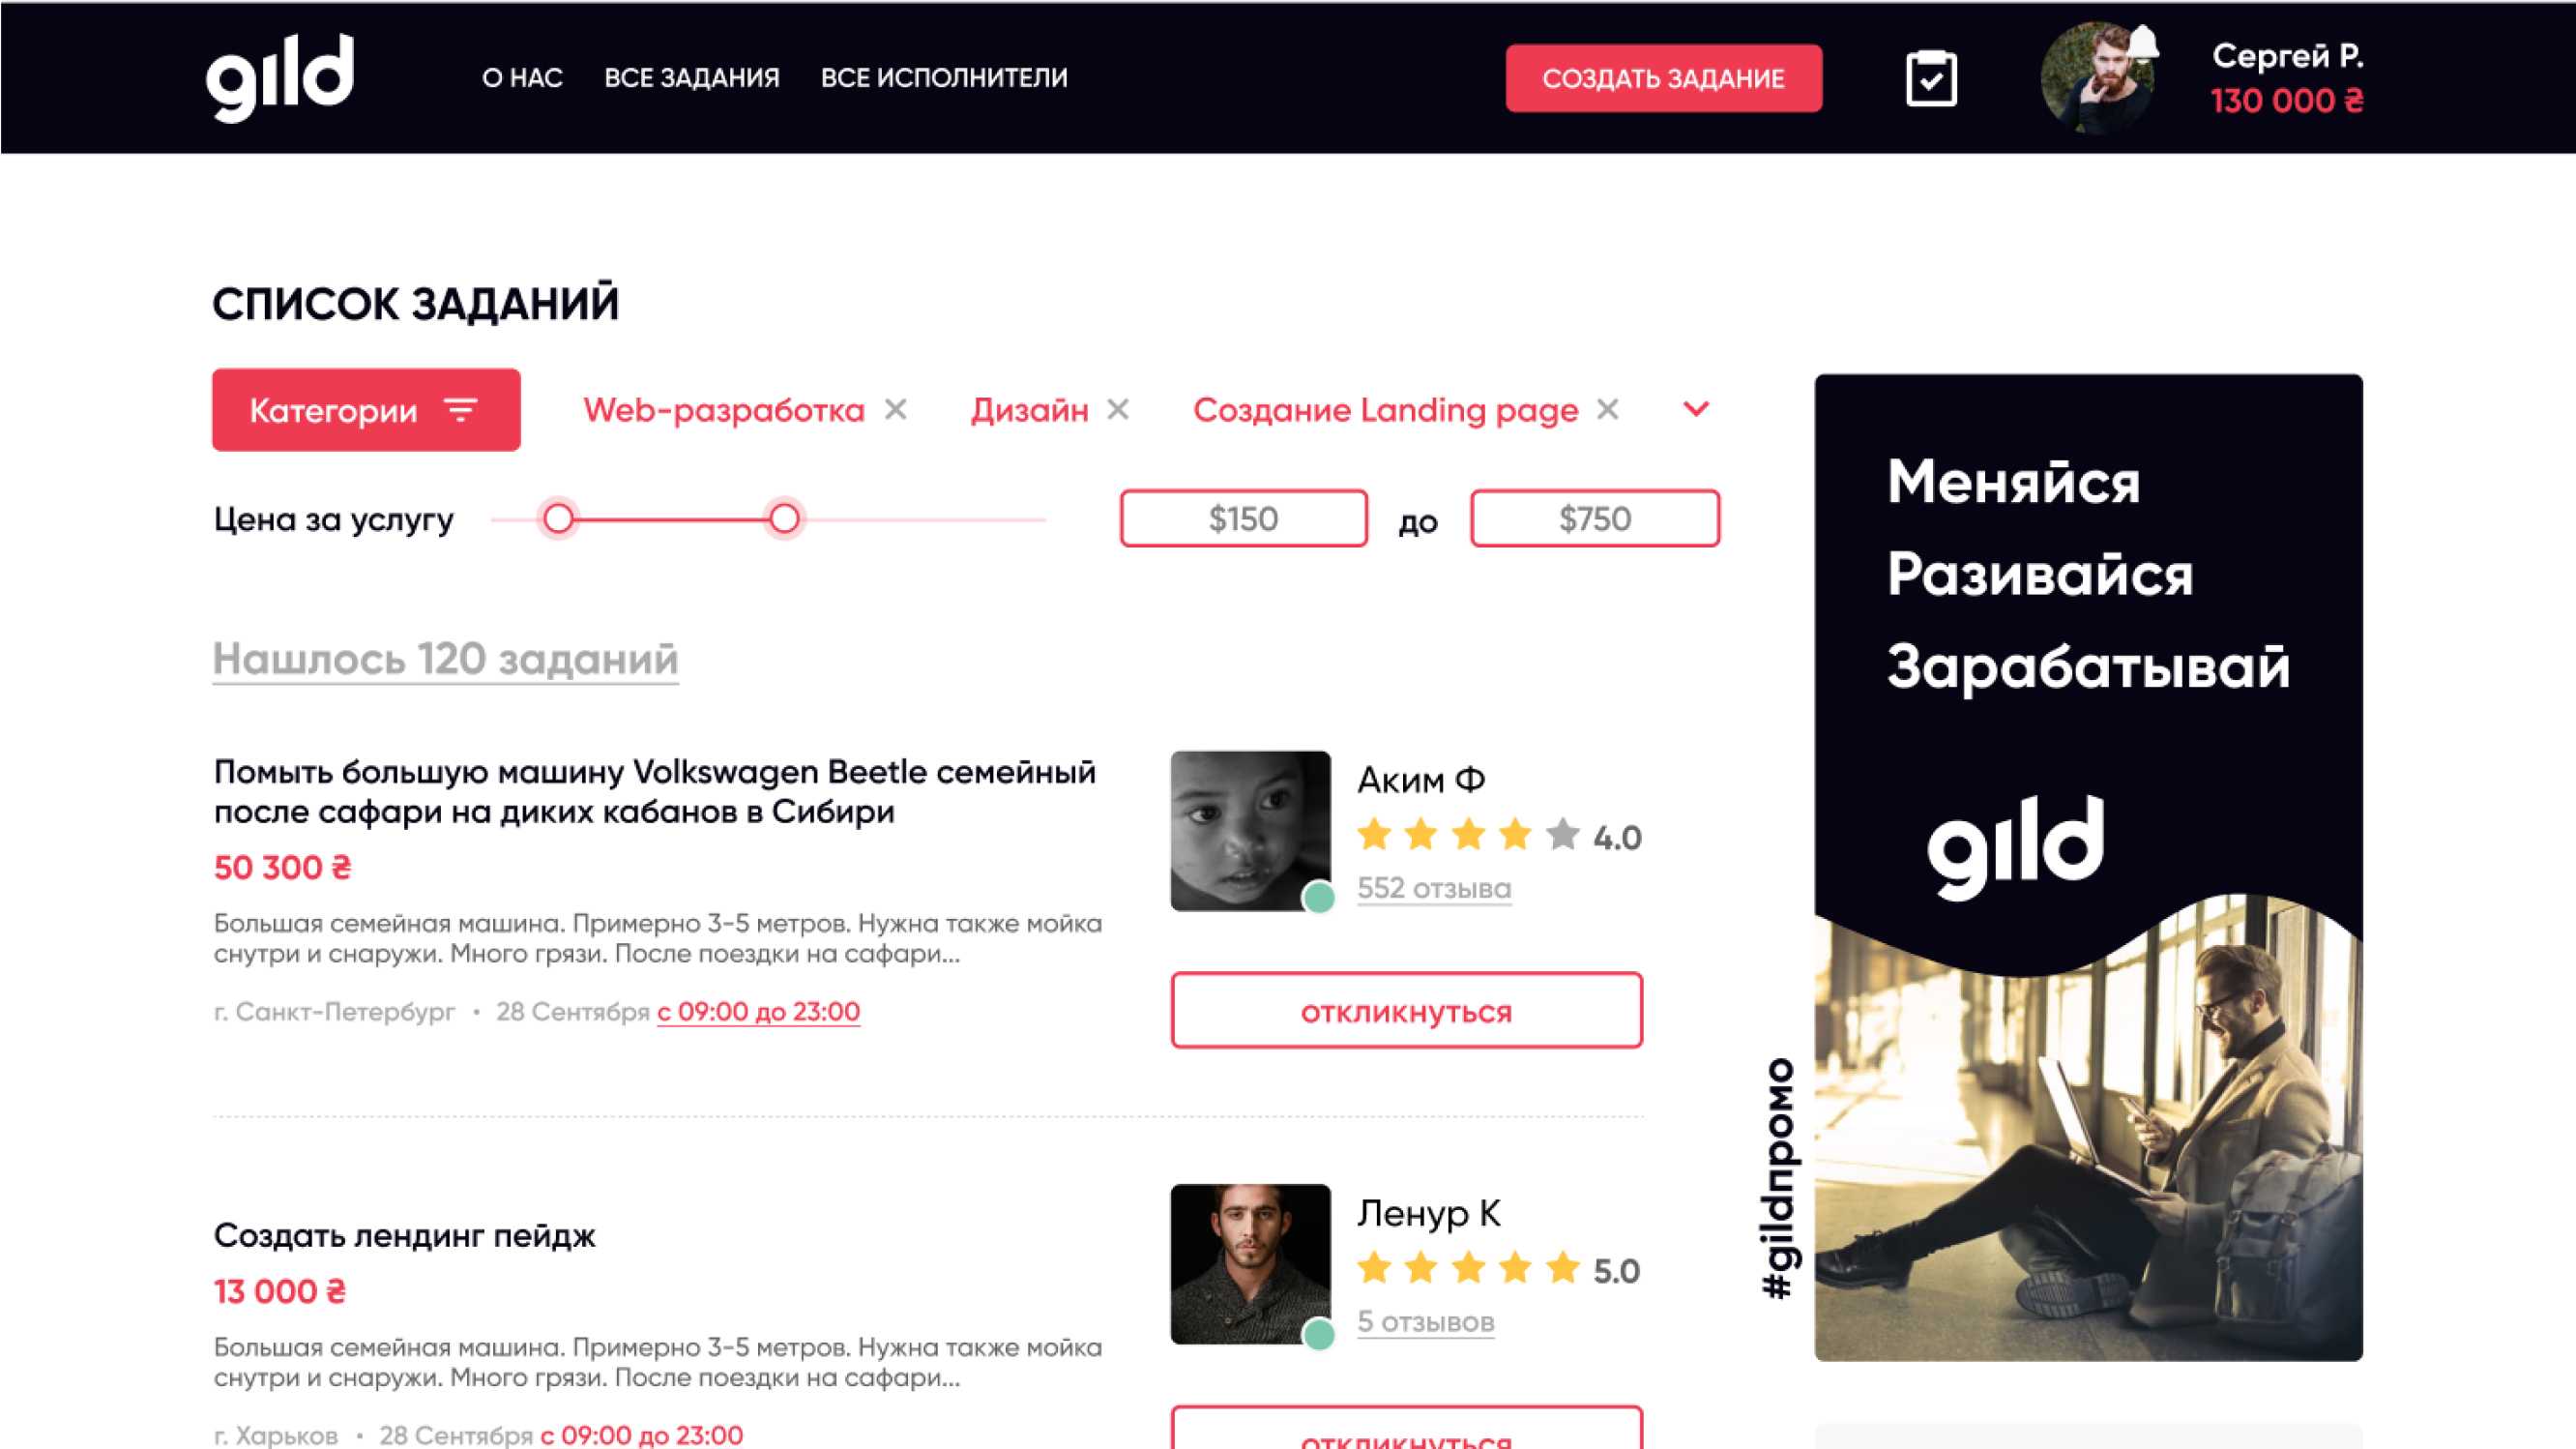 gild
О НАС ВСЕ ЗАДАНИЯ ВСЕ ИСПОЛНИТЕЛИ
СОЗДАТЬ ЗАДАНИЕ
Сергей Р.
130 000 ₴
СПИСОК ЗАДАНИЙ
Категории
Web-разработка
Дизайн
Создание Landing page
Цена за услугу
$150 до $750
Нашлось 120 заданий
Помыть большую машину Volkswagen Beetle семейный
после сафари на диких кабанов в Сибири
50 300 ₴
Большая семейная машина. Примерно 3-5 метров. Нужна также мойка
снутри и снаружи. Много грязи. После поездки на сафари...
г. Санкт-Петербург • 28 Сентября с 09:00 до 23:00
Аким Ф
4.0
552 отзыва
откликнуться
Создать лендинг пейдж
13 000 ₴
Большая семейная машина. Примерно 3-5 метров. Нужна также мойка
снутри и снаружи. Много грязи. После поездки на сафари...
г. Харьков • 28 Сентября с 09:00 до 23:00
Ленур К
5.0
5 отзывов
откликнуться
Меняйся
Разивайся
Зарабатывай
gild
#gildпромо